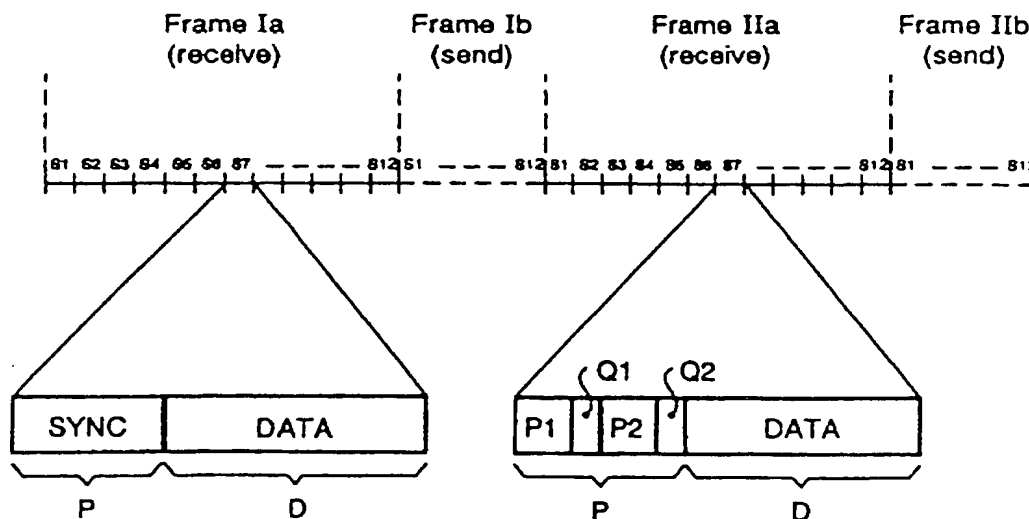 Frame Ia Frame Ib Frame IIa Frame IIb
(receive) (send) (receive) (send)
S1 S2 S3 S4 S5 S6 S7 S12 S1 S12 S1 S2 S3 S4 S5 S6 S7 S12 S1
Q1 Q2
SYNC DATA P1 P2 DATA
P D P D